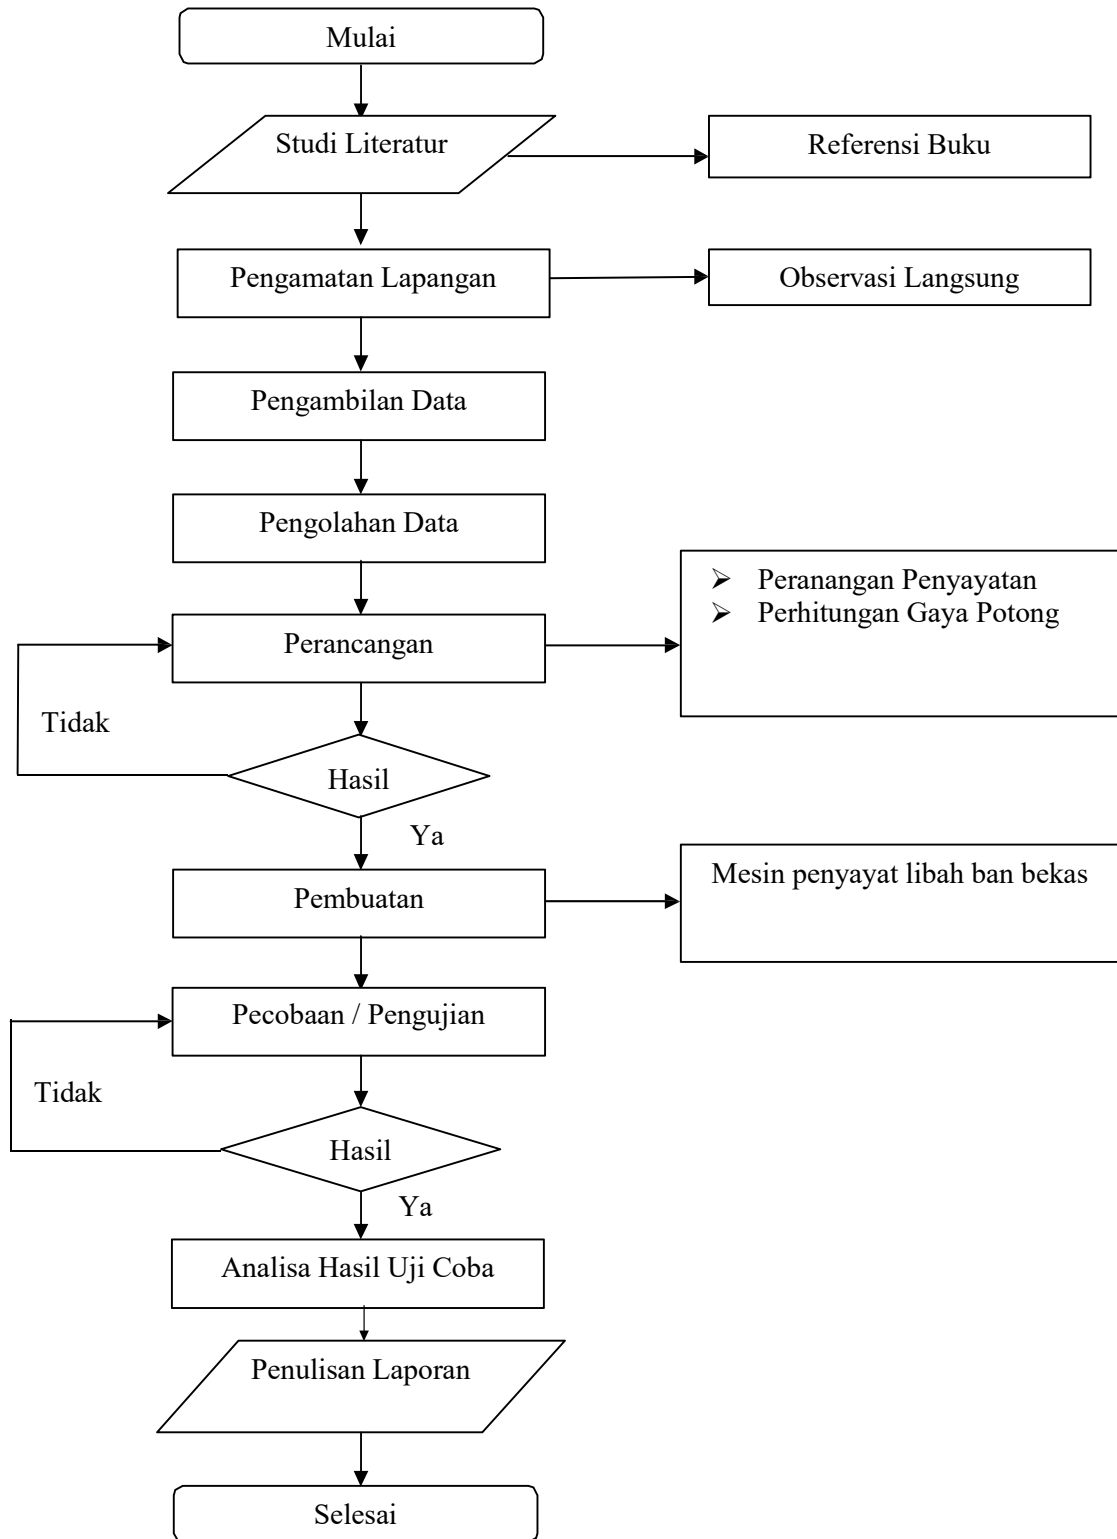 Mulai
Studi Literatur
Referensi Buku
Pengamatan Lapangan
Observasi Langsung
Pengambilan Data
Pengolahan Data
Perancangan
➢ Peranangan Penyayatan
➢ Perhitungan Gaya Potong
Tidak
Hasil
Ya
Pembuatan
Mesin penyayat libah ban bekas
Pecobaan / Pengujian
Tidak
Hasil
Ya
Analisa Hasil Uji Coba
Penulisan Laporan
Selesai